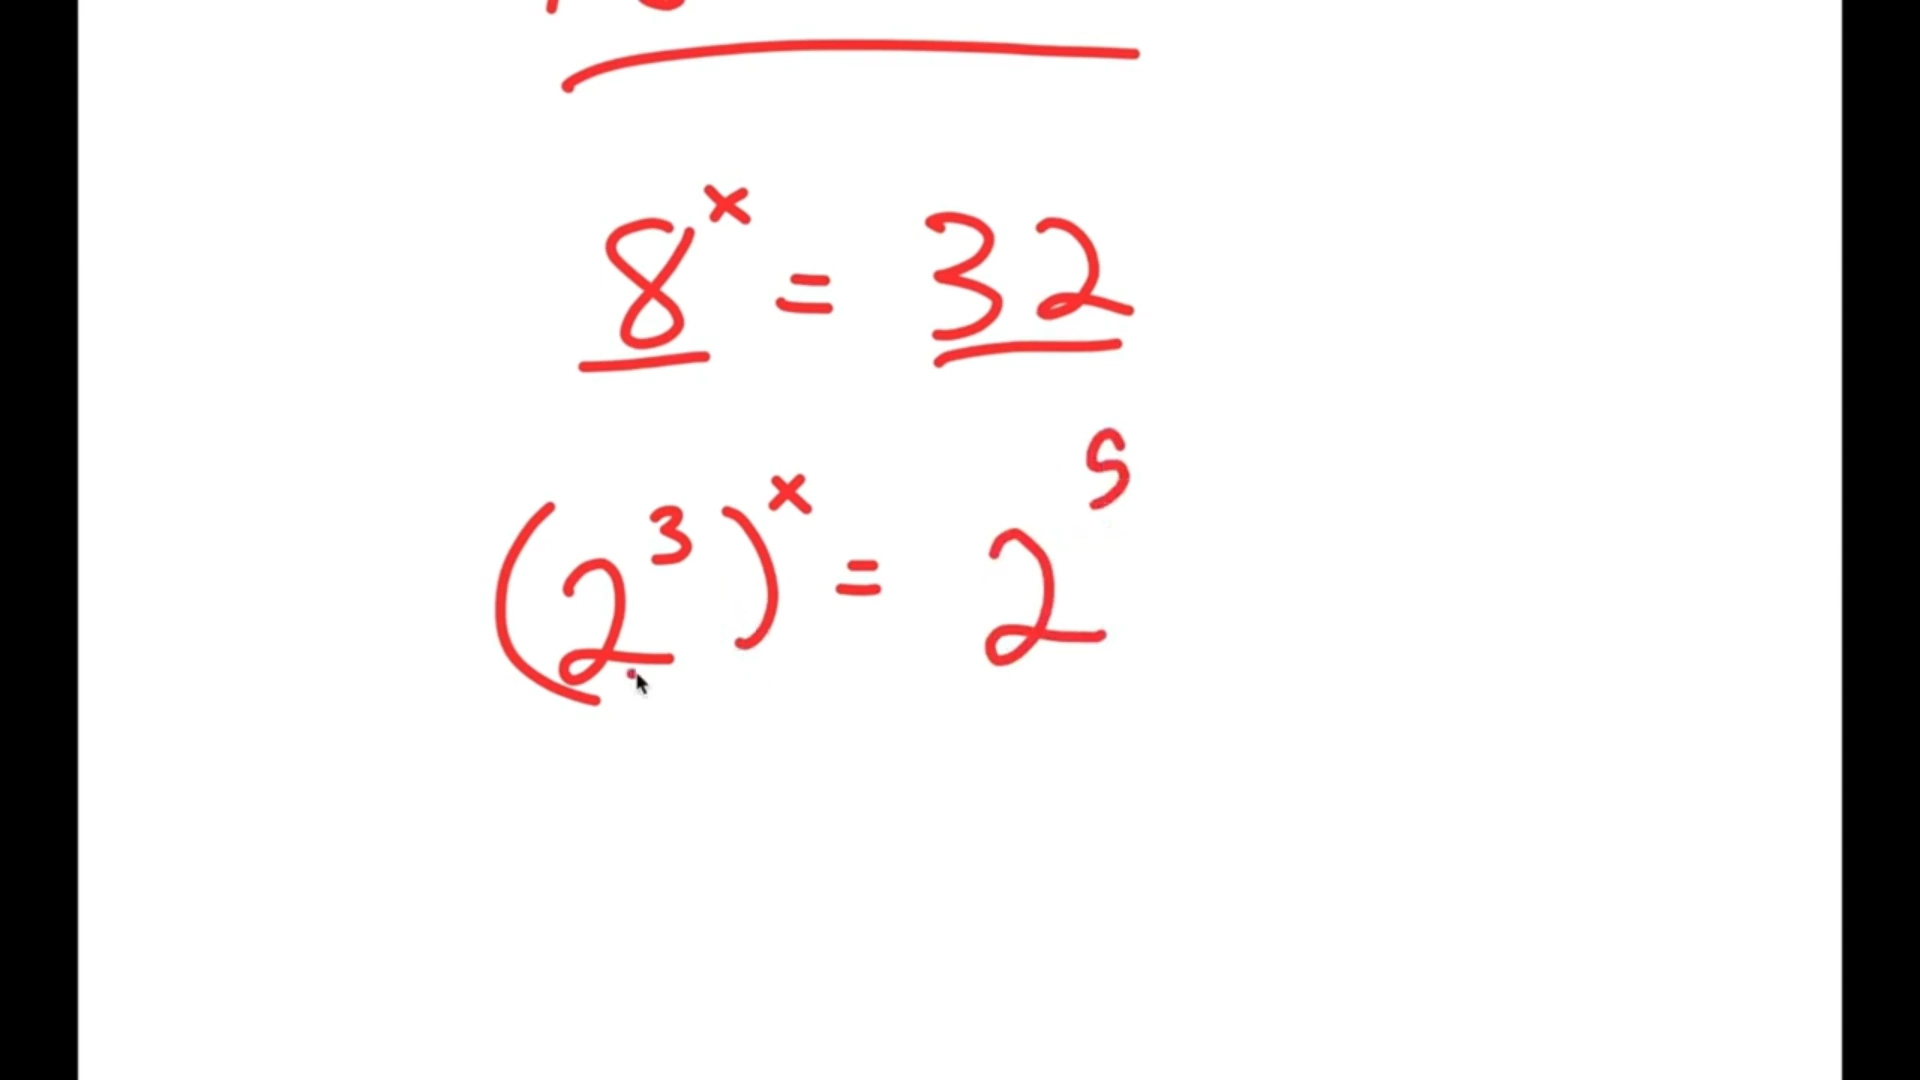 8^x = 32
(2^3)^x = 2^5